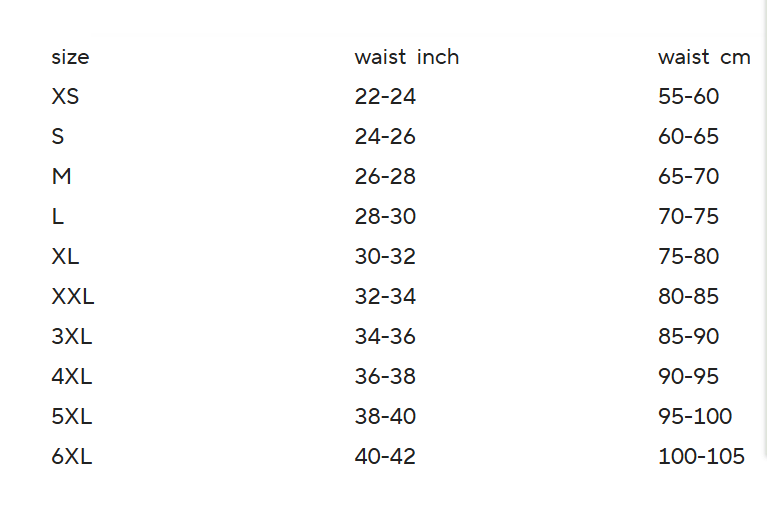 size waist inch waist cm
XS 22-24 55-60
S 24-26 60-65
M 26-28 65-70
L 28-30 70-75
XL 30-32 75-80
XXL 32-34 80-85
3XL 34-36 85-90
4XL 36-38 90-95
5XL 38-40 95-100
6XL 40-42 100-105